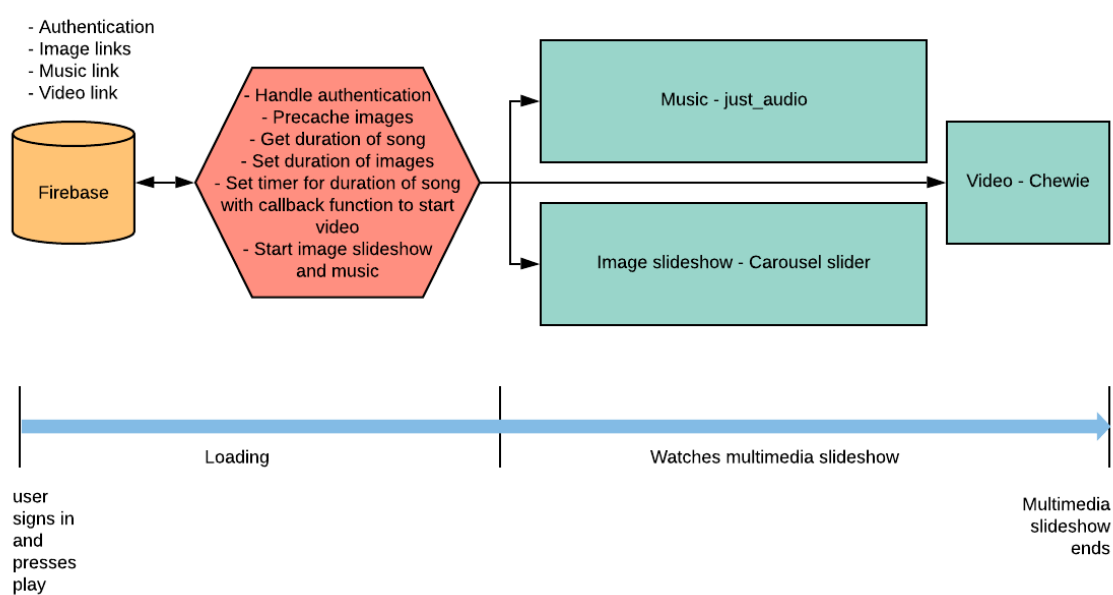 - Authentication
- Image links
- Music link
- Video link
Firebase
- Handle authentication
- Precache images
- Get duration of song
- Set duration of images
- Set timer for duration of song
with callback function to start
video
- Start image slideshow
and music
Music - just_audio
Image slideshow - Carousel slider
Video - Chewie
Loading
Watches multimedia slideshow
user
signs in
and
presses
play
Multimedia
slideshow
ends